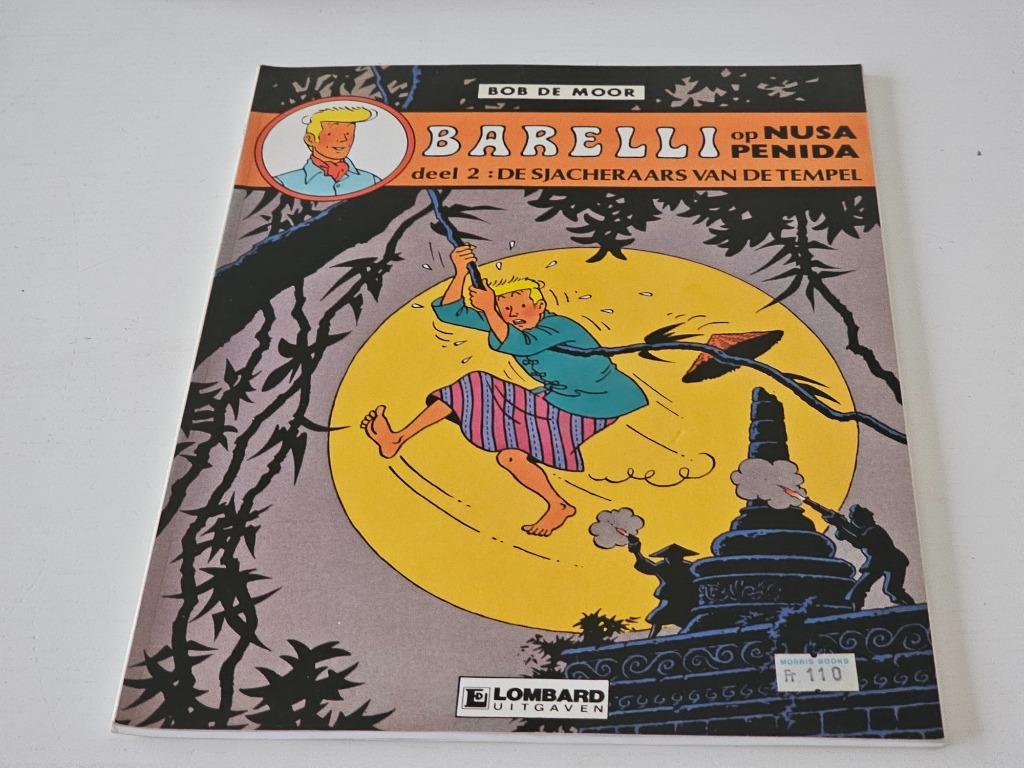 BOB DE MOOR
BARELLI op NUSA
PENIDA
deel 2 : DE SJACHERAARS VAN DE TEMPEL
MORRIS BOOKS
Fr 110
LOMBARD
UITGAVEN